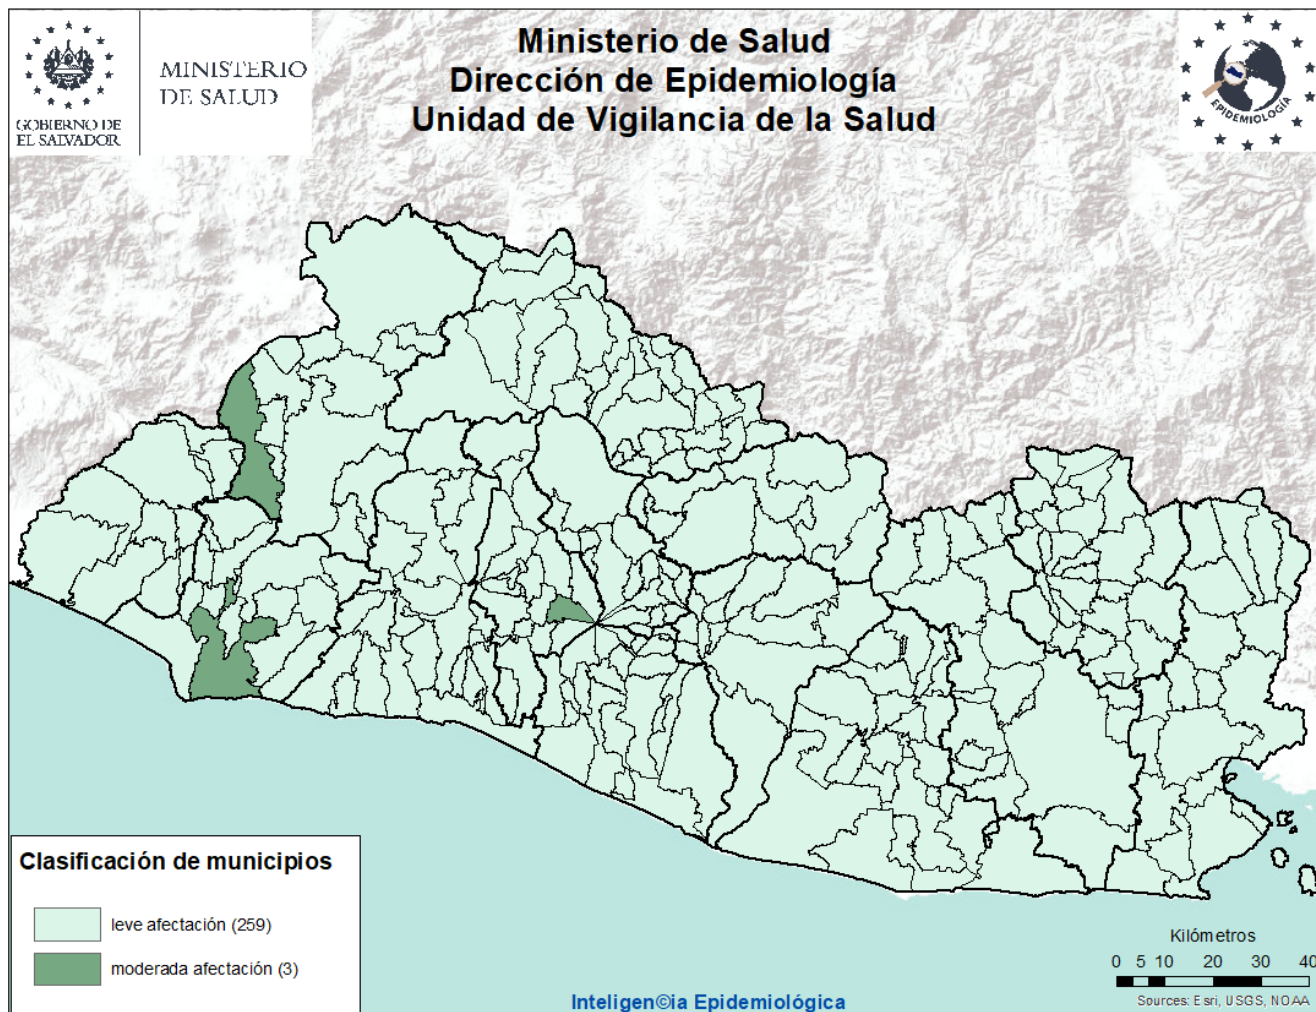 Ministerio de Salud
Dirección de Epidemiología
Unidad de Vigilancia de la Salud
MINISTERIO
DE SALUD
GOBIERNO DE
EL SALVADOR
EPIDEMIOLOGÍA
Clasificación de municipios
leve afectación (259)
moderada afectación (3)
Kilómetros
0 5 10 20 30 40
Sources: Esri, USGS, NOAA
Inteligen©ia Epidemiológica